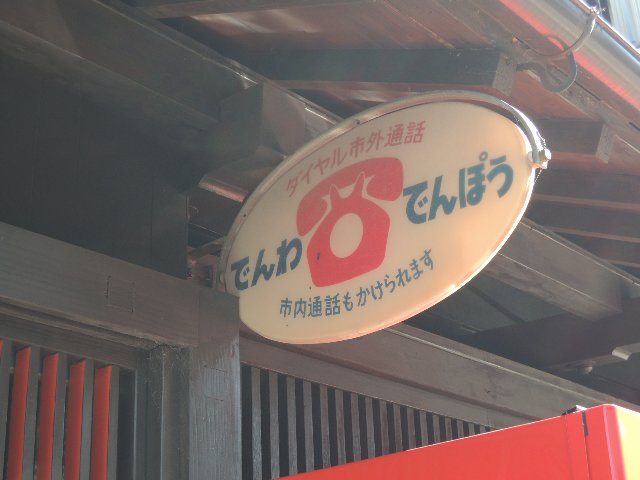 ダイヤル市外通話
でんわ でんぽう
市内通話もかけられます